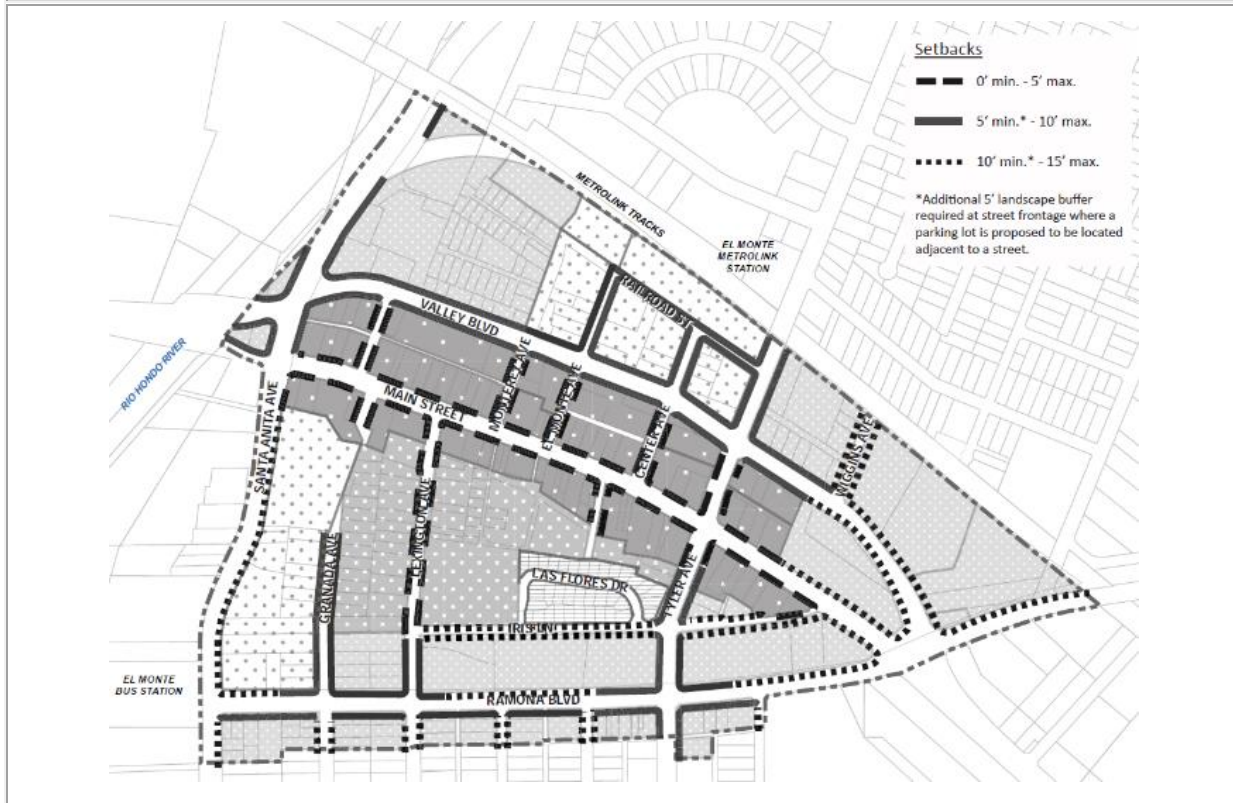 Setbacks
0' min. - 5' max.
5' min.* - 10' max.
10' min.* - 15' max.
*Additional 5' landscape buffer
required at street frontage where a
parking lot is proposed to be located
adjacent to a street.
METROLINK TRACKS
EL MONTE
METROLINK
STATION
RAILROAD ST
VALLEY BLVD
RIO HONDO RIVER
MAIN STREET
MONTEREY AVE
EL MONTE AVE
CENTER AVE
WIGGINS AVE
SANTA ANITA AVE
LEXINGTON AVE
GRANADA AVE
LAS FLORES DR
TYLER AVE
EL MONTE
BUS STATION
RAMONA BLVD